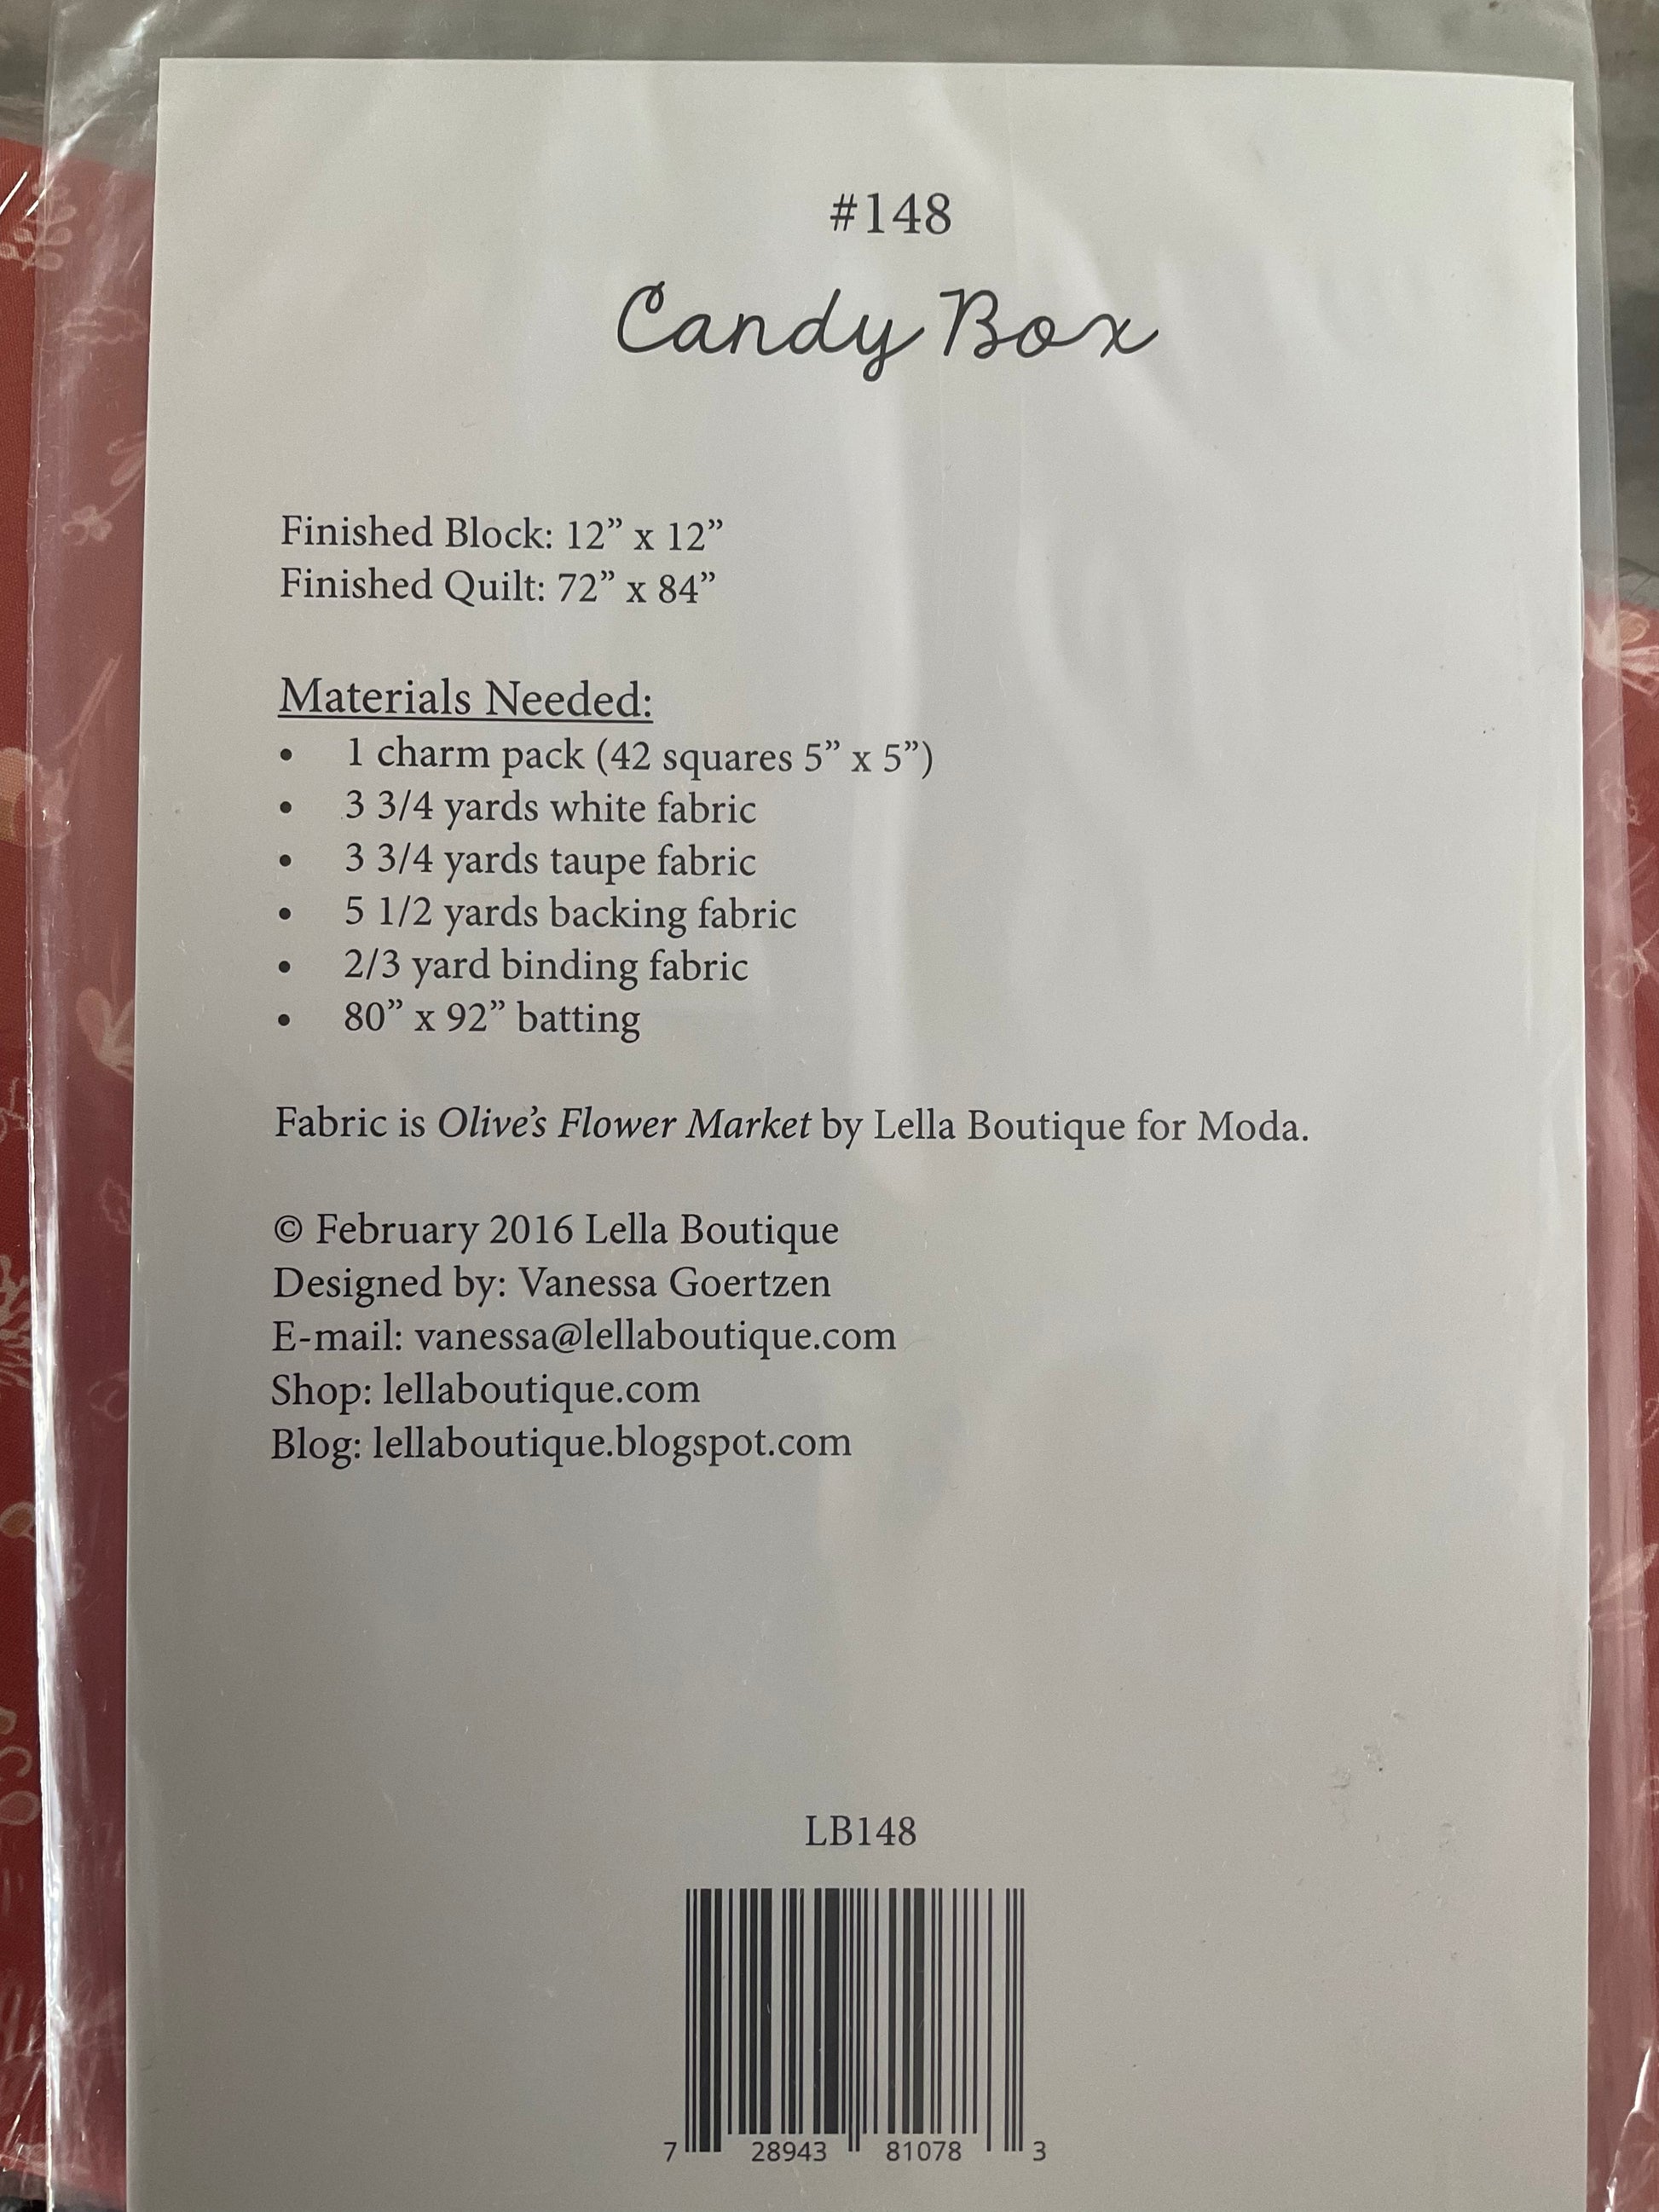 #148
Candy Box
Finished Block: 12” x 12”
Finished Quilt: 72” x 84”
Materials Needed:
• 1 charm pack (42 squares 5” x 5”)
• 3 3/4 yards white fabric
• 3 3/4 yards taupe fabric
• 5 1/2 yards backing fabric
• 2/3 yard binding fabric
• 80” x 92” batting
Fabric is Olive’s Flower Market by Lella Boutique for Moda.
© February 2016 Lella Boutique
Designed by: Vanessa Goertzen
E-mail: vanessa@lellaboutique.com
Shop: lellaboutique.com
Blog: lellaboutique.blogspot.com
LB148
7 28943 81078 3